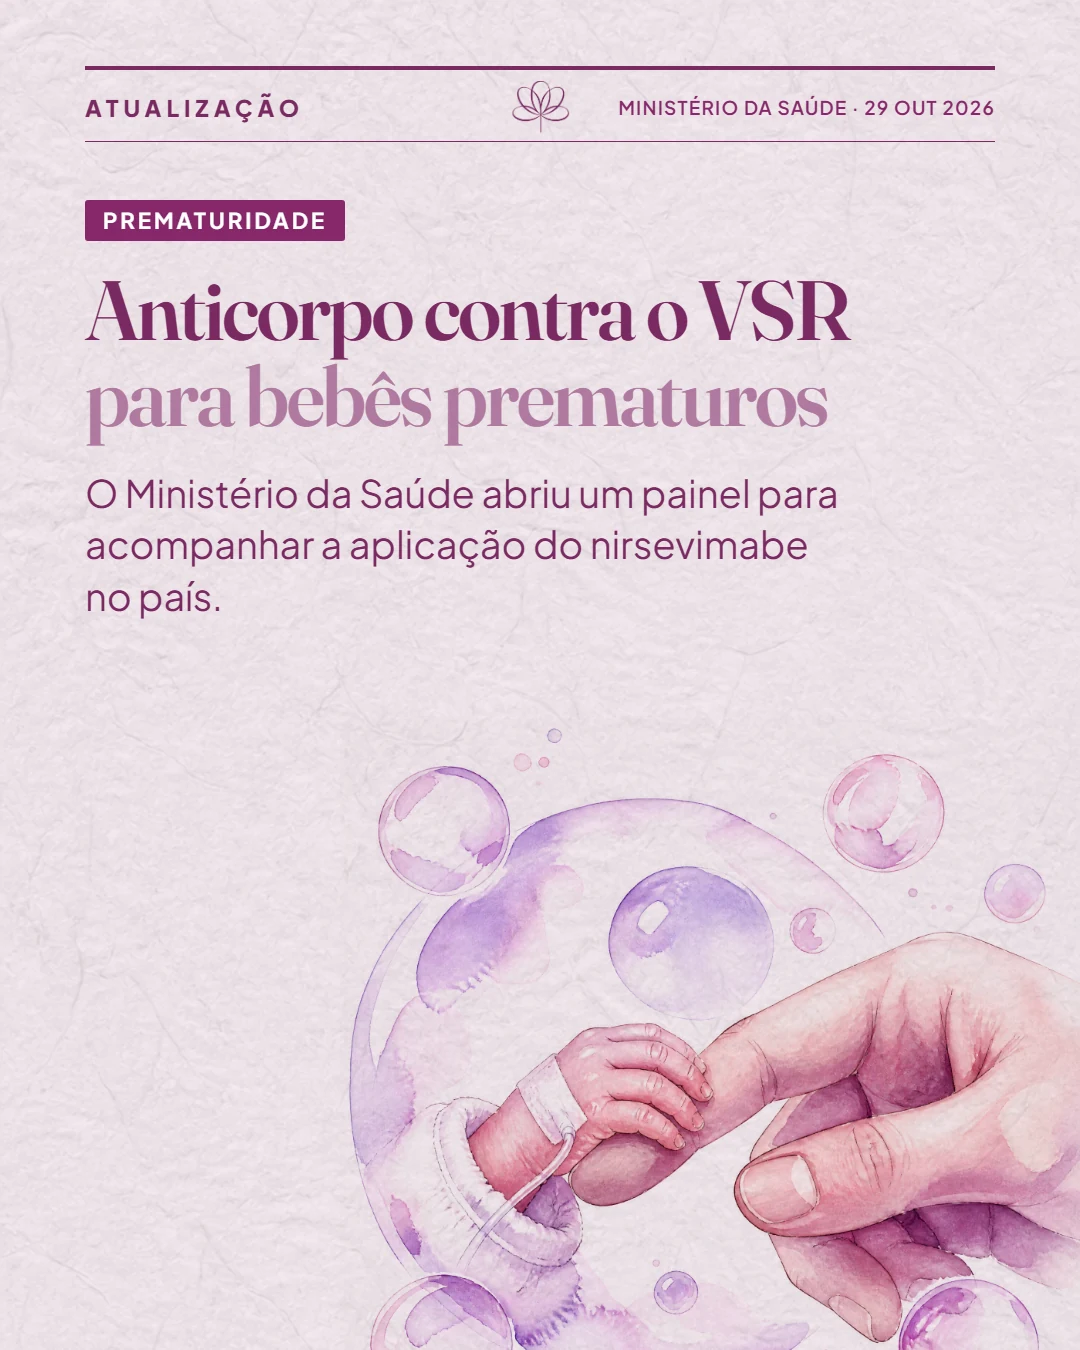 ATUALIZAÇÃO
MINISTÉRIO DA SAÚDE · 29 OUT 2026
PREMATURIDADE
Anticorpo contra o VSR
para bebês prematuros
O Ministério da Saúde abriu um painel para
acompanhar a aplicação do nirsevimabe
no país.